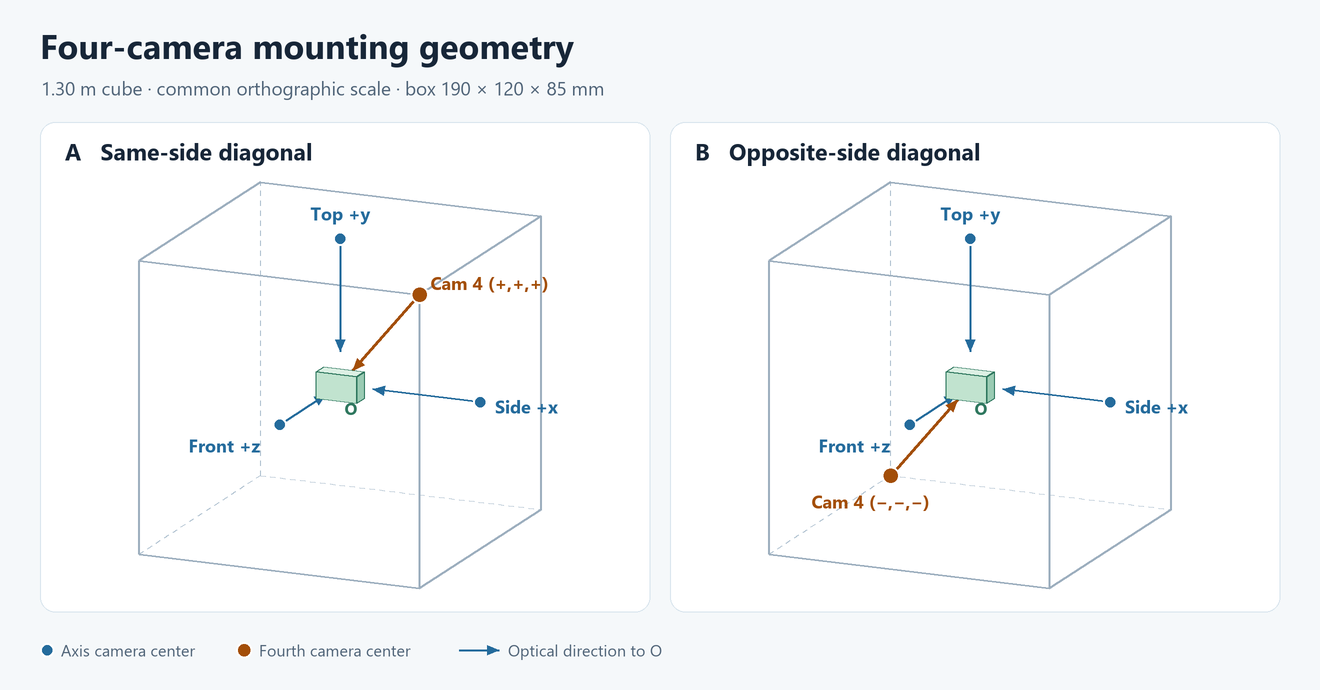 Four-camera mounting geometry
1.30 m cube · common orthographic scale · box 190 × 120 × 85 mm
A Same-side diagonal
Top +y
Cam 4 (+,+,+)
Side +x
O
Front +z
B Opposite-side diagonal
Top +y
Side +x
O
Front +z
Cam 4 (−,−,−)
Axis camera center
Fourth camera center
Optical direction to O